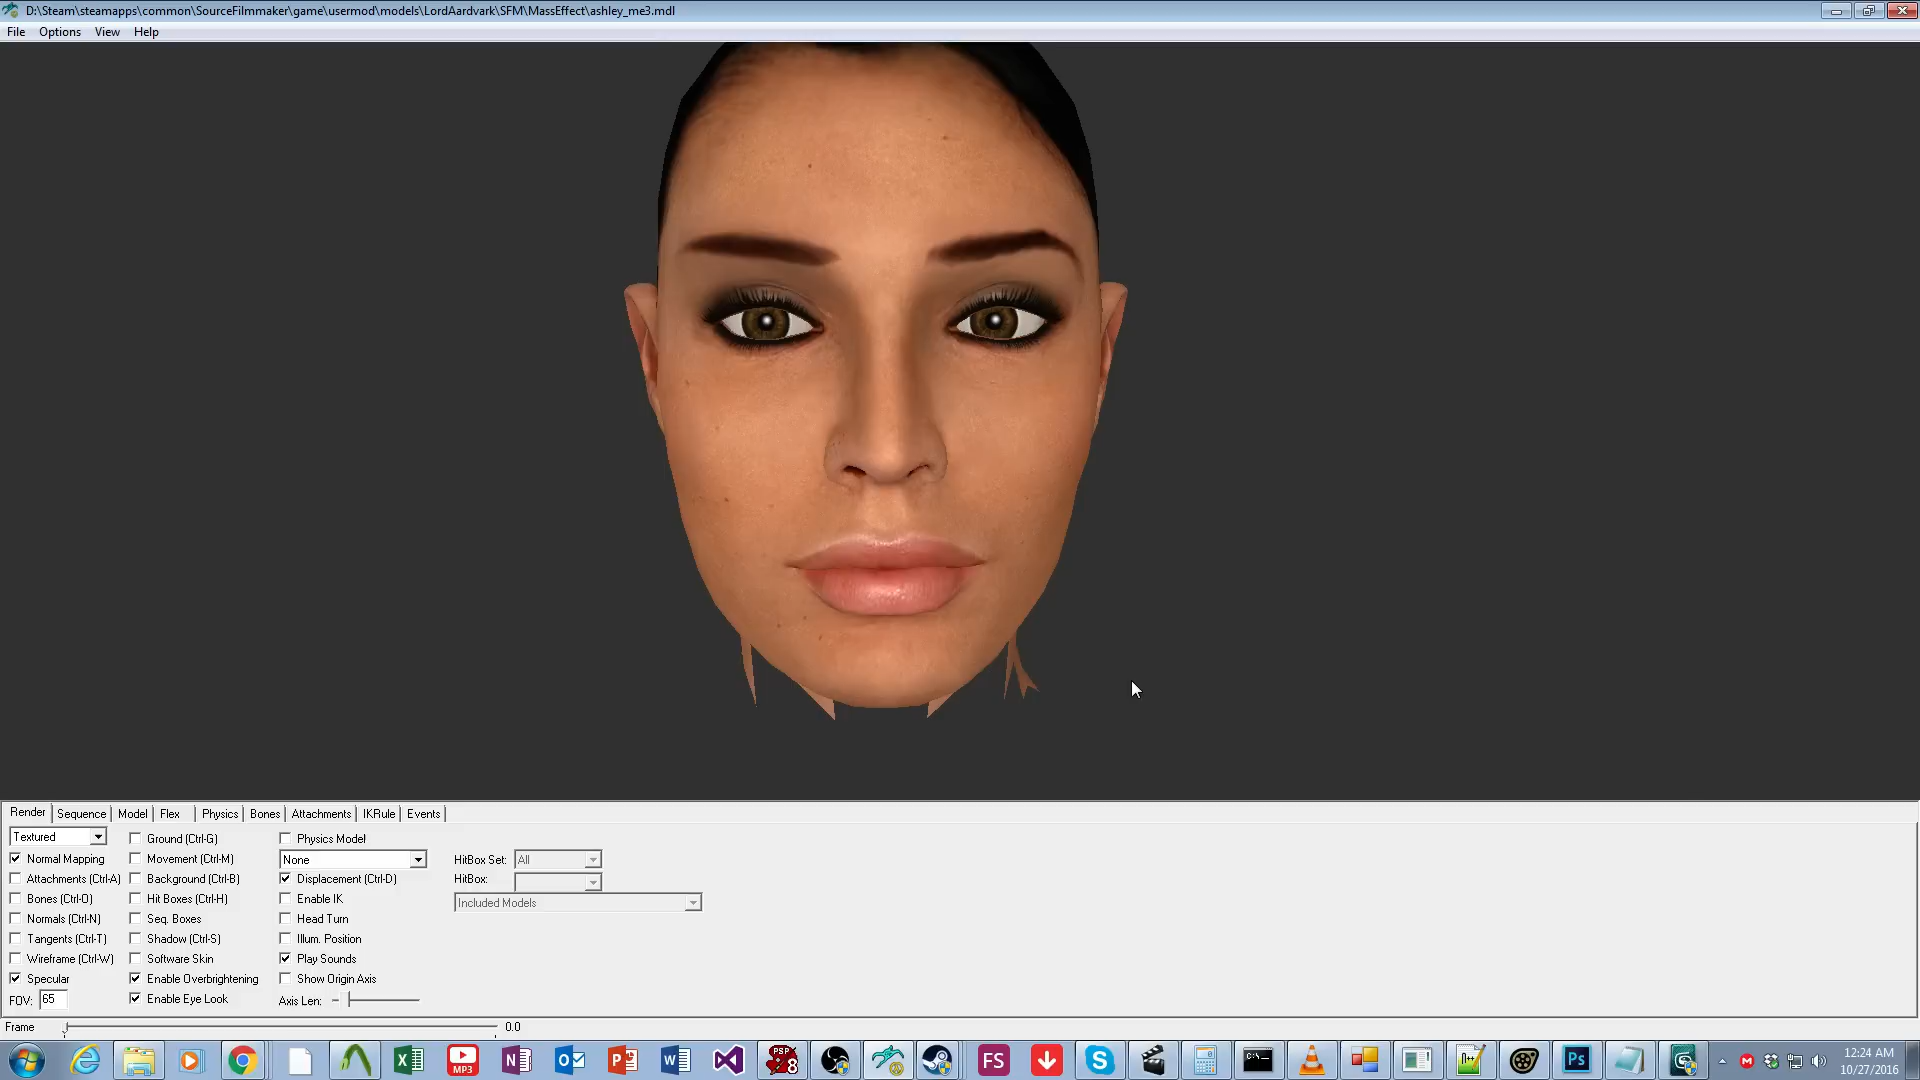 D:\Steam\steamapps\common\SourceFilmmaker\game\usermod\models\LordAardvark\SFM\MassEffect\ashley_me3.mdl
File Options View Help
Render Sequence Model Flex Physics Bones Attachments IKRule Events
Textured
Ground (Ctrl-G)
Physics Model
Normal Mapping
Movement (Ctrl-M)
None
HitBox Set: All
Attachments (Ctrl-A)
Background (Ctrl-B)
Displacement (Ctrl-D)
HitBox:
Bones (Ctrl-O)
Hit Boxes (Ctrl-H)
Enable IK
Included Models
Normals (Ctrl-N)
Seq. Boxes
Head Turn
Tangents (Ctrl-T)
Shadow (Ctrl-S)
Illum. Position
Wireframe (Ctrl-W)
Software Skin
Play Sounds
Specular
Enable Overbrightening
Show Origin Axis
FOV: 65
Enable Eye Look
Axis Len:
Frame 0.0
MP3
PSP 8
FS
Ps
12:24 AM
10/27/2016